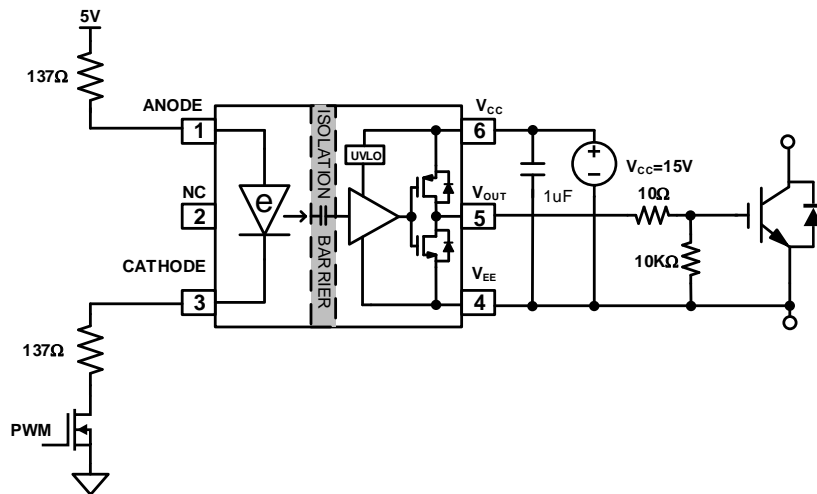 5V
137Ω
ANODE
1
NC
2
CATHODE
3
137Ω
PWM
e
ISOLATION
BARRIER
UVLO
VCC
6
VOUT
5
VEE
4
1uF
VCC=15V
10Ω
10KΩ